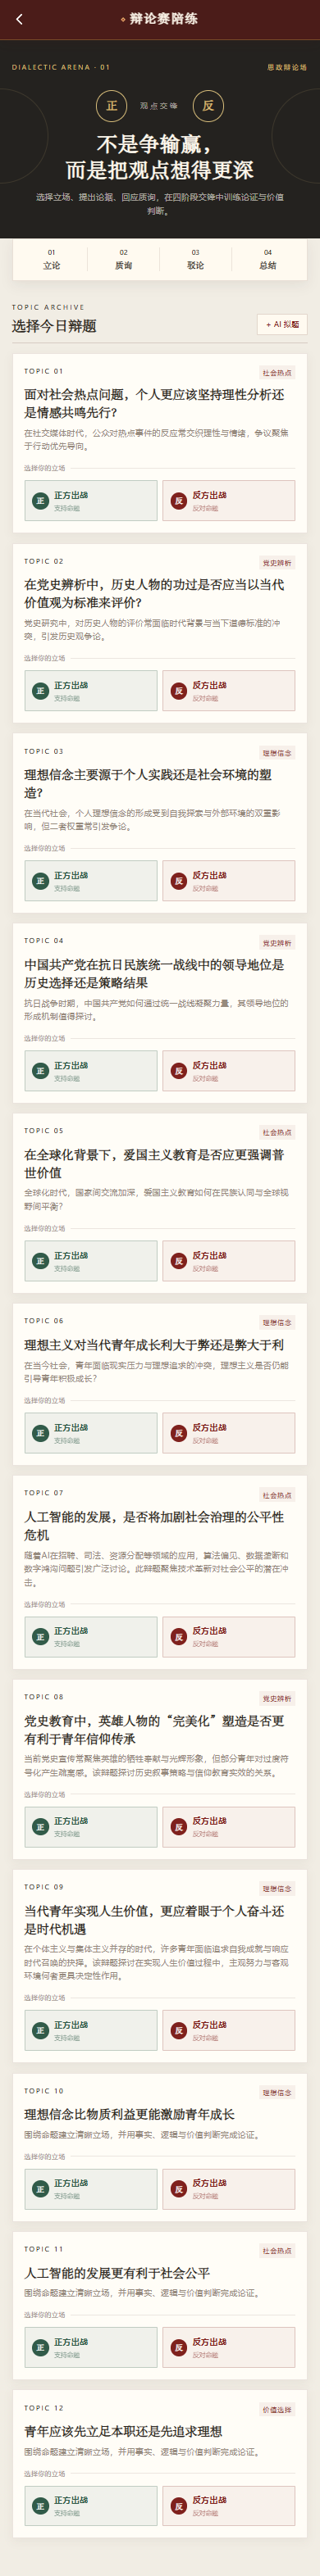 辩论赛陪练
DIALECTIC ARENA · 01
思政辩论场
正
观点交锋
反
不是争输赢，
而是把观点想得更深
选择立场、提出论据、回应质询，在四阶段交锋中训练论证与价值
判断。
01
立论
02
质询
03
驳论
04
总结
TOPIC ARCHIVE
选择今日辩题
+ AI 拟题
TOPIC 01
社会热点
面对社会热点问题，个人更应该坚持理性分析还
是情感共鸣先行？
在社交媒体时代，公众对热点事件的反应常交织理性与情绪，争议聚焦
于行动优先导向。
选择你的立场
正
正方出战
支持命题
反
反方出战
反对命题
TOPIC 02
党史辨析
在党史辨析中，历史人物的功过是否应当以当代
价值观为标准来评价？
党史研究中，对历史人物的评价常面临时代背景与当下道德标准的冲
突，引发历史观争论。
选择你的立场
正
正方出战
支持命题
反
反方出战
反对命题
TOPIC 03
理想信念
理想信念主要源于个人实践还是社会环境的塑
造？
在当代社会，个人理想信念的形成受到自我探索与外部环境的双重影
响，但二者权重常引发争论。
选择你的立场
正
正方出战
支持命题
反
反方出战
反对命题
TOPIC 04
党史辨析
中国共产党在抗日民族统一战线中的领导地位是
历史选择还是策略结果
抗日战争时期，中国共产党如何通过统一战线凝聚力量，其领导地位的
形成机制值得探讨。
选择你的立场
正
正方出战
支持命题
反
反方出战
反对命题
TOPIC 05
社会热点
在全球化背景下，爱国主义教育是否应更强调普
世价值
全球化时代，国家间交流加深，爱国主义教育如何在民族认同与全球视
野间平衡？
选择你的立场
正
正方出战
支持命题
反
反方出战
反对命题
TOPIC 06
理想信念
理想主义对当代青年成长利大于弊还是弊大于利
在当今社会，青年面临现实压力与理想追求的冲突，理想主义是否仍能
引导青年积极成长？
选择你的立场
正
正方出战
支持命题
反
反方出战
反对命题
TOPIC 07
社会热点
人工智能的发展，是否将加剧社会治理的公平性
危机
随着AI在招聘、司法、资源分配等领域的应用，算法偏见、数据垄断和
数字鸿沟问题引发广泛讨论。此辩题聚焦技术革新对社会公平的潜在冲
击。
选择你的立场
正
正方出战
支持命题
反
反方出战
反对命题
TOPIC 08
党史辨析
党史教育中，英雄人物的“完美化”塑造是否更
有利于青年信仰传承
当前党史宣传常聚焦英雄的牺牲奉献与光辉形象，但部分青年对过度符
号化产生疏离感。该辩题探讨历史叙事策略与信仰教育实效的关系。
选择你的立场
正
正方出战
支持命题
反
反方出战
反对命题
TOPIC 09
理想信念
当代青年实现人生价值，更应着眼于个人奋斗还
是时代机遇
在个体主义与集体主义并存的时代，许多青年面临追求自我成就与响应
时代召唤的抉择。该辩题探讨在实现人生价值过程中，主观努力与客观
环境何者更具决定性作用。
选择你的立场
正
正方出战
支持命题
反
反方出战
反对命题
TOPIC 10
理想信念
理想信念比物质利益更能激励青年成长
围绕命题建立清晰立场，并用事实、逻辑与价值判断完成论证。
选择你的立场
正
正方出战
支持命题
反
反方出战
反对命题
TOPIC 11
社会热点
人工智能的发展更有利于社会公平
围绕命题建立清晰立场，并用事实、逻辑与价值判断完成论证。
选择你的立场
正
正方出战
支持命题
反
反方出战
反对命题
TOPIC 12
价值选择
青年应该先立足本职还是先追求理想
围绕命题建立清晰立场，并用事实、逻辑与价值判断完成论证。
选择你的立场
正
正方出战
支持命题
反
反方出战
反对命题